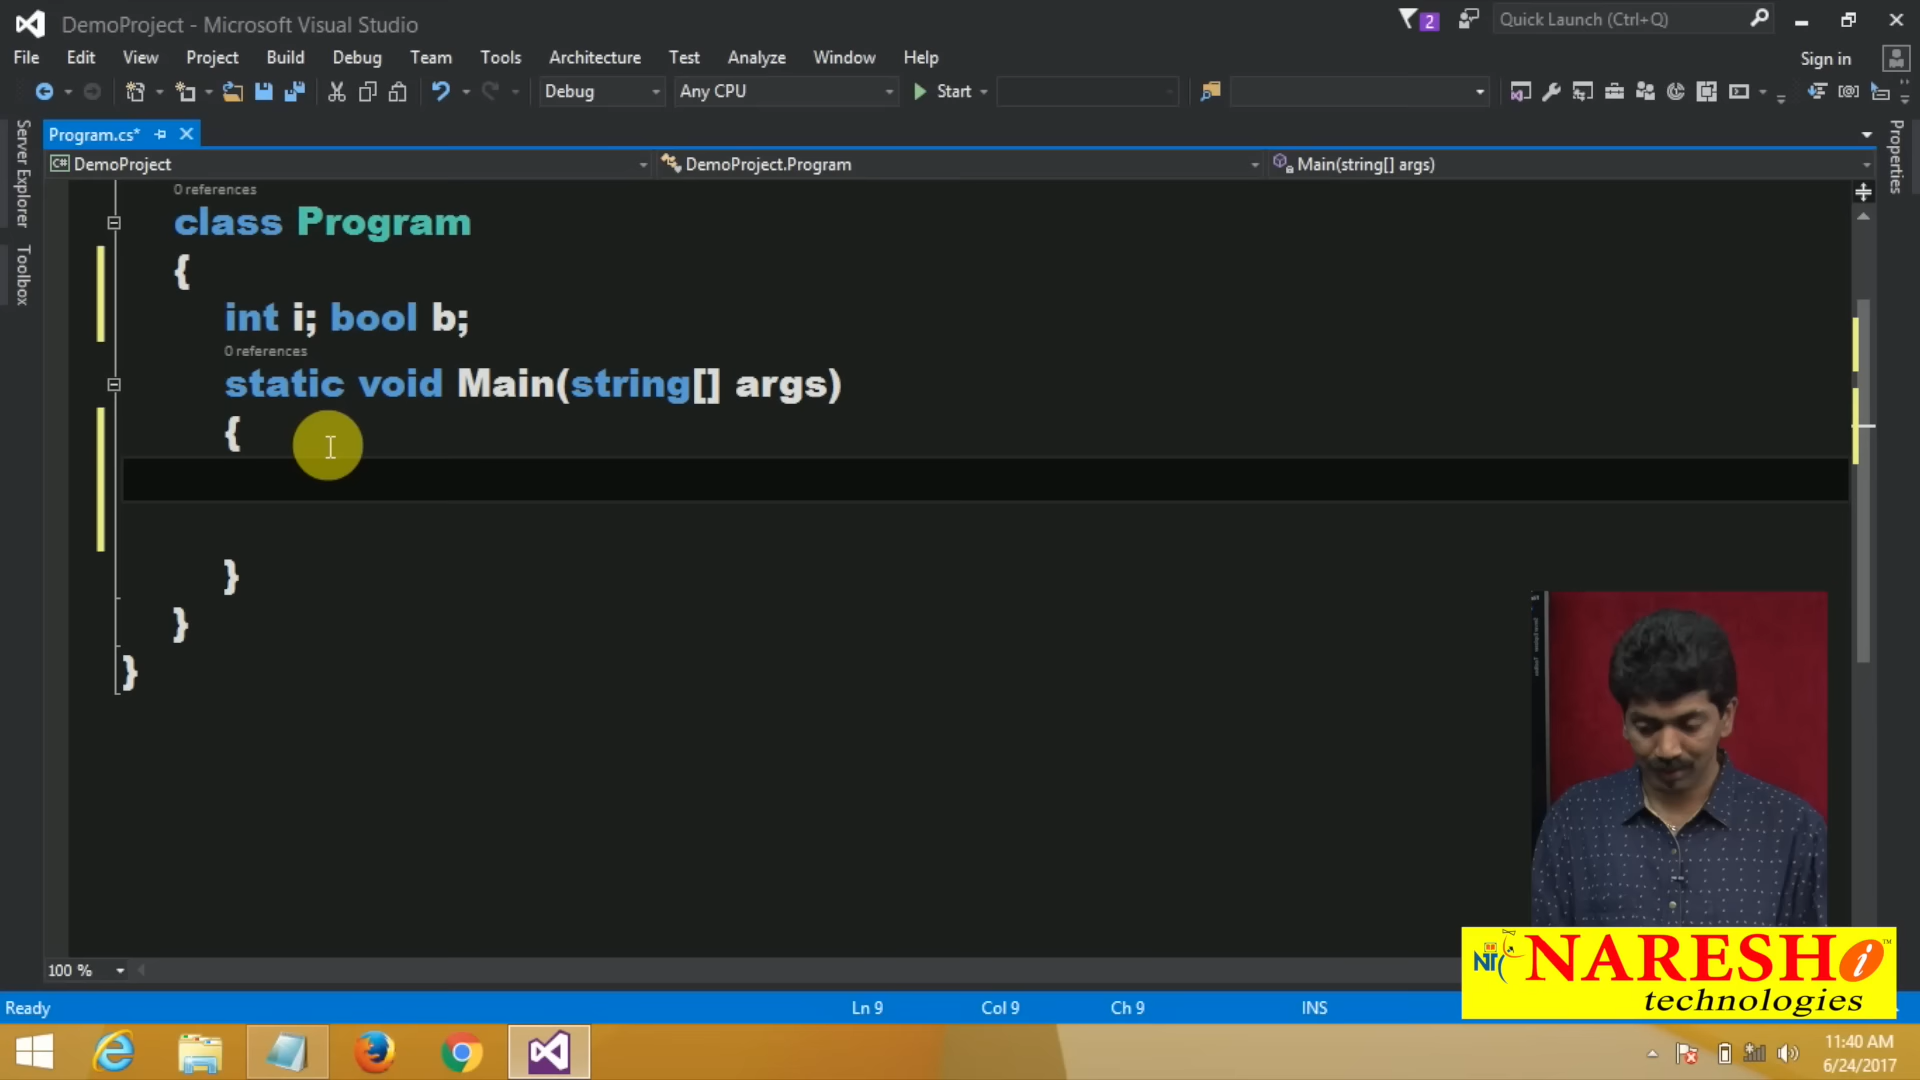 DemoProject - Microsoft Visual Studio
2
Quick Launch (Ctrl+Q)
File Edit View Project Build Debug Team Tools Architecture Test Analyze Window Help
Sign in
Debug Any CPU Start
Program.cs*
Server Explorer
Toolbox
Properties
C# DemoProject DemoProject.Program Main(string[] args)
0 references
class Program
{
int i; bool b;
0 references
static void Main(string[] args)
{
}
}
}
100 %
NARESH i
technologies
Ready Ln 9 Col 9 Ch 9 INS
11:40 AM
6/24/2017